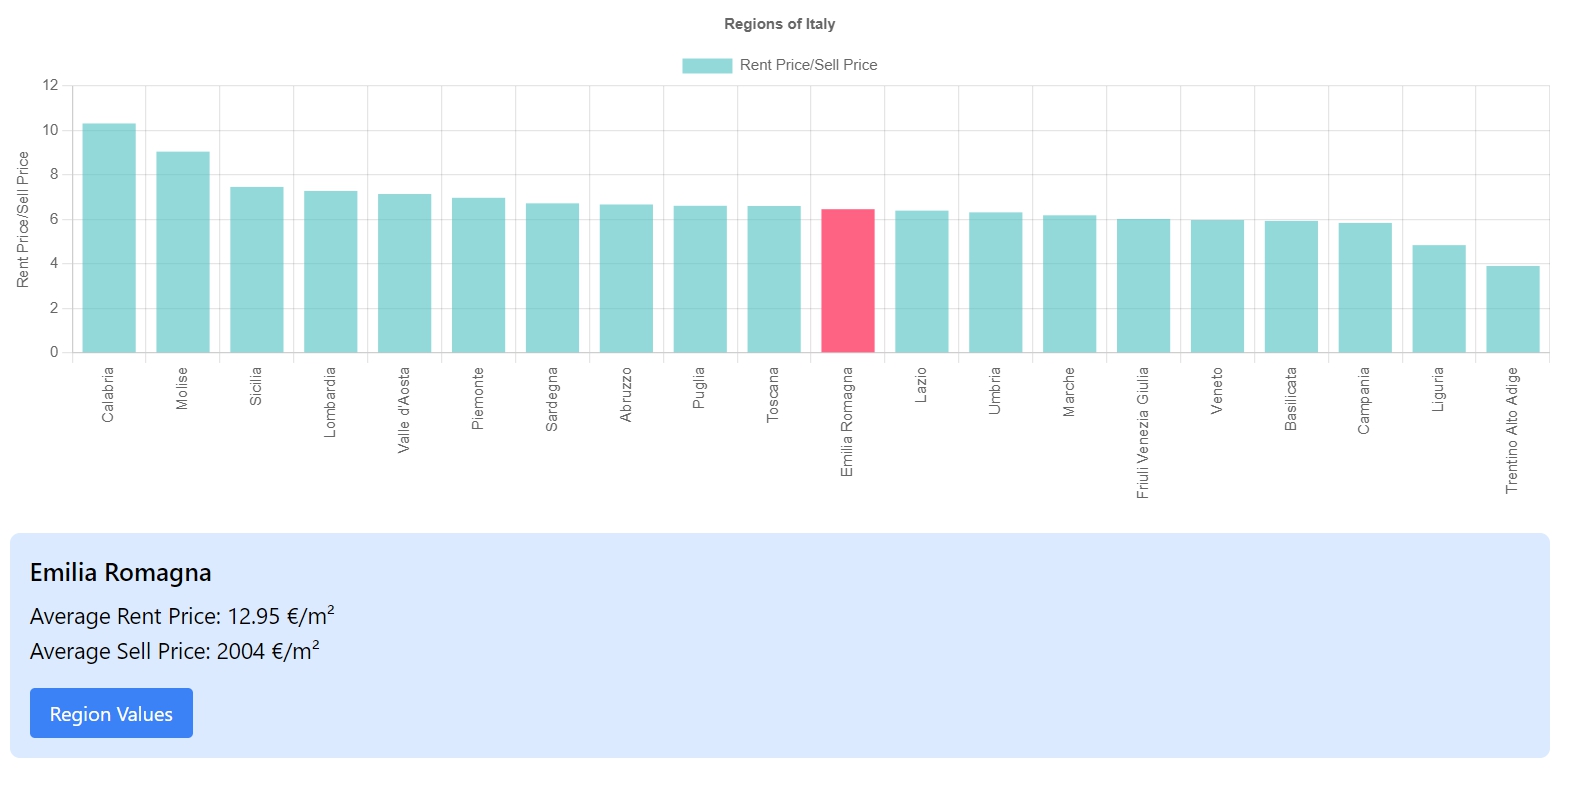 Regions of Italy
Rent Price/Sell Price
12
10
8
6
4
2
0
Rent Price/Sell Price
Calabria
Molise
Sicilia
Lombardia
Valle d'Aosta
Piemonte
Sardegna
Abruzzo
Puglia
Toscana
Emilia Romagna
Lazio
Umbria
Marche
Friuli Venezia Giulia
Veneto
Basilicata
Campania
Liguria
Trentino Alto Adige
Emilia Romagna
Average Rent Price: 12.95 €/m²
Average Sell Price: 2004 €/m²
Region Values